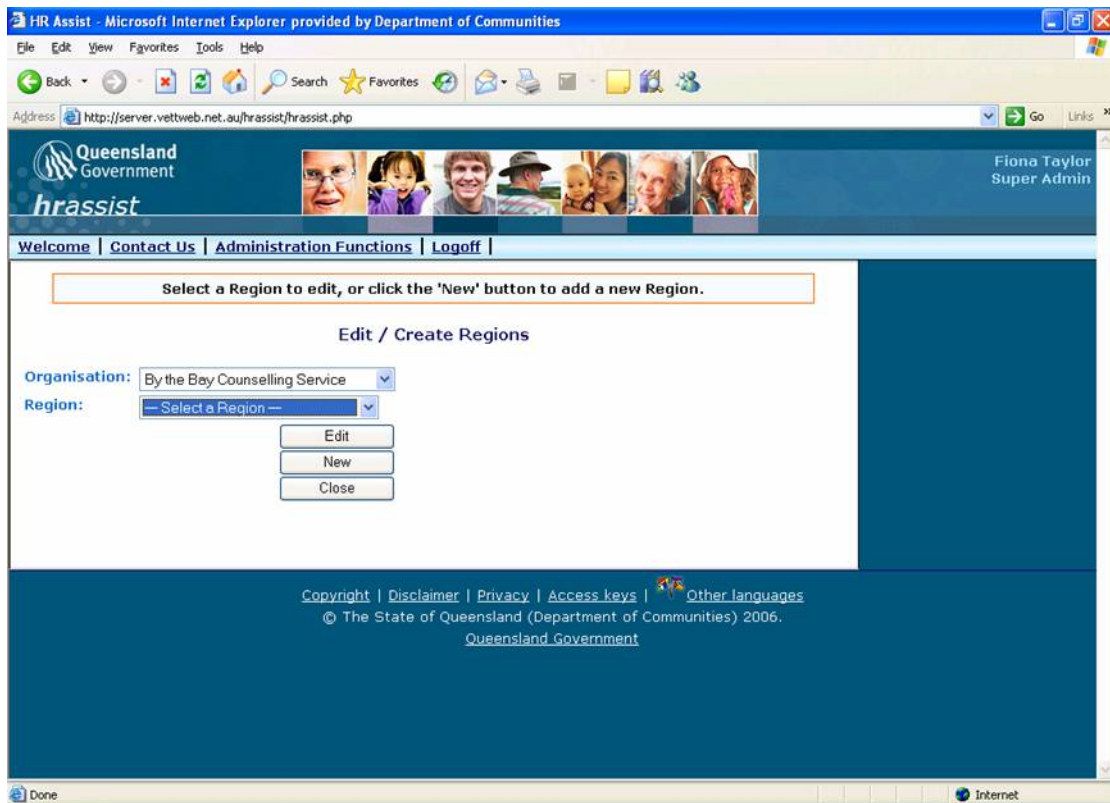 HR Assist - Microsoft Internet Explorer provided by Department of Communities
File Edit View Favorites Tools Help
Back Search Favorites
Address http://server.vettweb.net.au/hrassist/hrassist.php Go Links »
Queensland
Government
hrassist
Fiona Taylor
Super Admin
Welcome | Contact Us | Administration Functions | Logoff |
Select a Region to edit, or click the 'New' button to add a new Region.
Edit / Create Regions
Organisation: By the Bay Counselling Service
Region: — Select a Region —
Edit
New
Close
Copyright | Disclaimer | Privacy | Access keys | Other languages
© The State of Queensland (Department of Communities) 2006.
Queensland Government
Done Internet